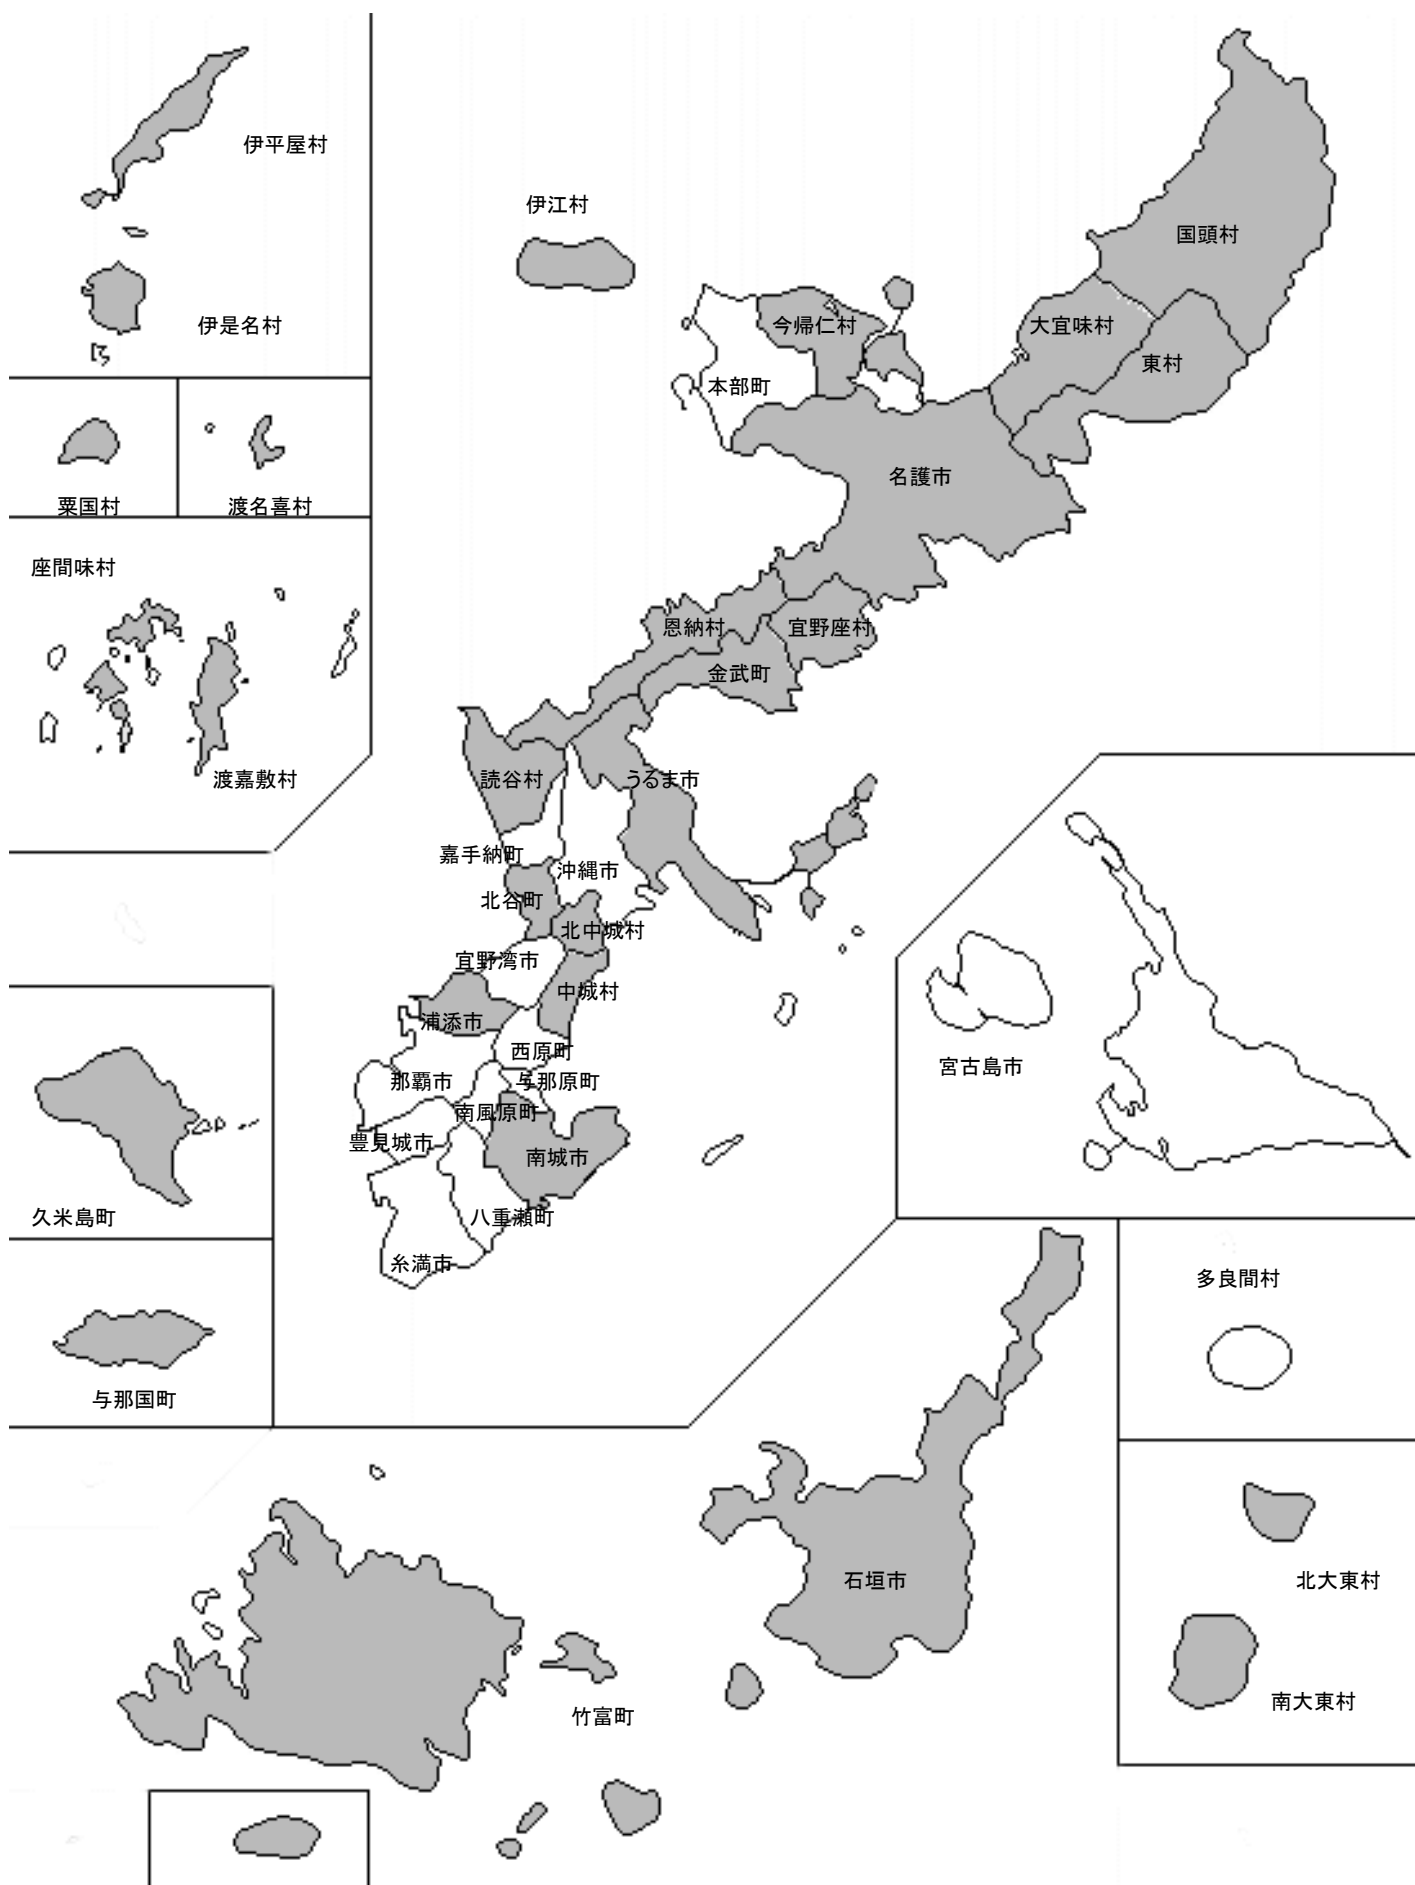 伊平屋村
伊江村
国頭村
伊是名村
今帰仁村
大宜味村
東村
本部町
名護市
粟国村
渡名喜村
座間味村
恩納村
宜野座村
金武町
渡嘉敷村
読谷村
うるま市
嘉手納町
沖縄市
北谷町
北中城村
宜野湾市
中城村
浦添市
西原町
宮古島市
那覇市
与那原町
南風原町
豊見城市
南城市
久米島町
八重瀬町
糸満市
多良間村
与那国町
石垣市
北大東村
南大東村
竹富町